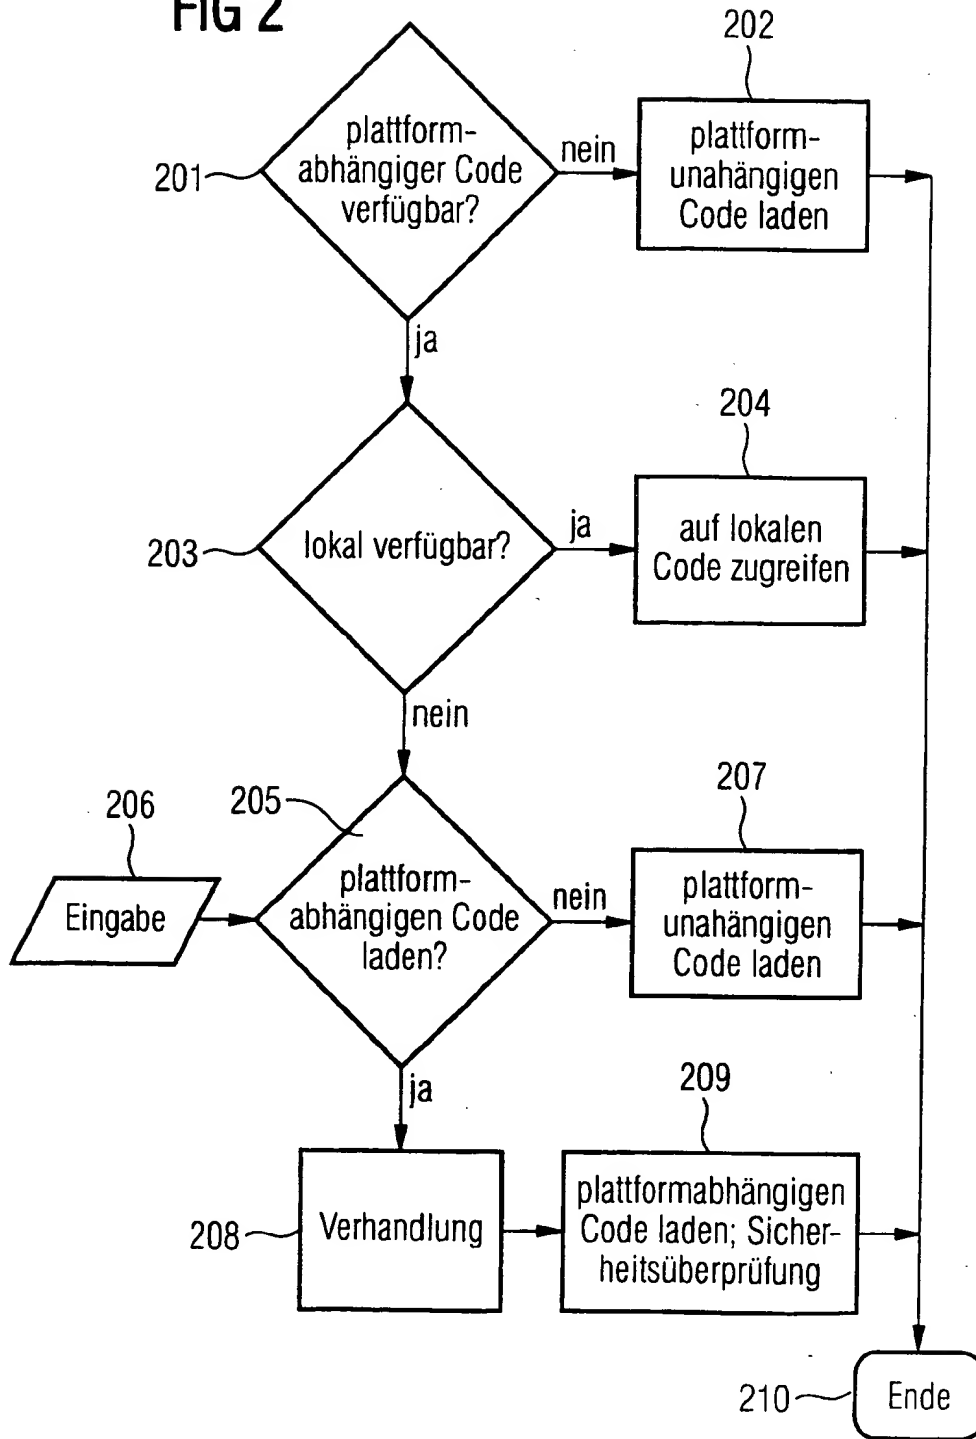 FIG 2
202
plattform-
abhängiger Code
verfügbar?
201
nein
plattform-
unahängigen
Code laden
ja
204
203
lokal verfügbar?
ja
auf lokalen
Code zugreifen
nein
206
205
207
Eingabe
plattform-
abhängigen Code
laden?
nein
plattform-
unahängigen
Code laden
ja
209
208
Verhandlung
plattformabhängigen
Code laden; Sicher-
heitsüberprüfung
210
Ende